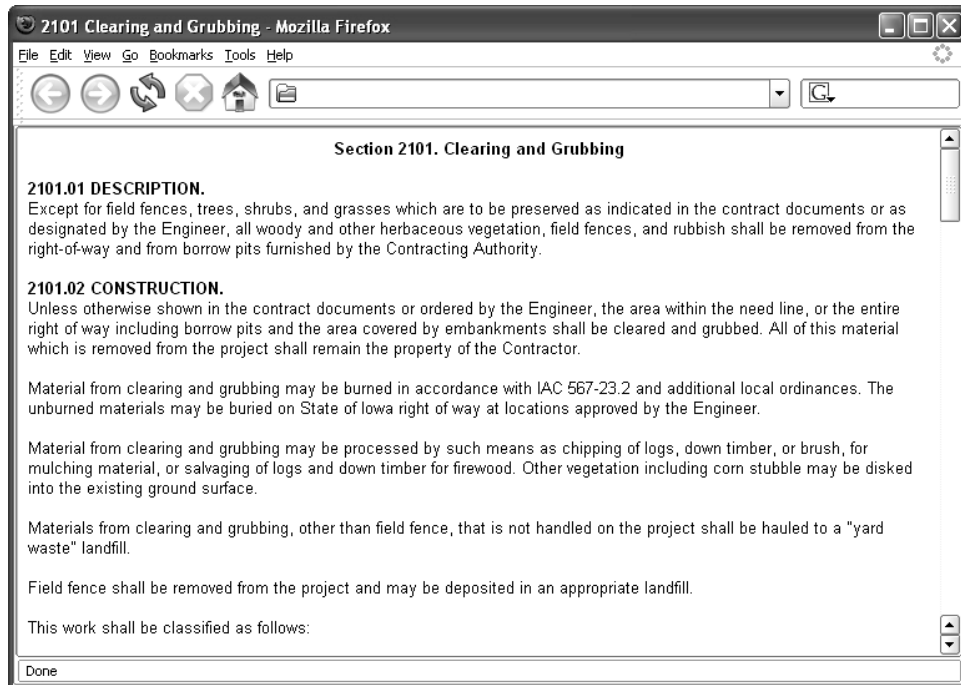 2101 Clearing and Grubbing - Mozilla Firefox
File Edit View Go Bookmarks Tools Help
G
Section 2101. Clearing and Grubbing
2101.01 DESCRIPTION.
Except for field fences, trees, shrubs, and grasses which are to be preserved as indicated in the contract documents or as
designated by the Engineer, all woody and other herbaceous vegetation, field fences, and rubbish shall be removed from the
right-of-way and from borrow pits furnished by the Contracting Authority.
2101.02 CONSTRUCTION.
Unless otherwise shown in the contract documents or ordered by the Engineer, the area within the need line, or the entire
right of way including borrow pits and the area covered by embankments shall be cleared and grubbed. All of this material
which is removed from the project shall remain the property of the Contractor.
Material from clearing and grubbing may be burned in accordance with IAC 567-23.2 and additional local ordinances. The
unburned materials may be buried on State of Iowa right of way at locations approved by the Engineer.
Material from clearing and grubbing may be processed by such means as chipping of logs, down timber, or brush, for
mulching material, or salvaging of logs and down timber for firewood. Other vegetation including corn stubble may be disked
into the existing ground surface.
Materials from clearing and grubbing, other than field fence, that is not handled on the project shall be hauled to a "yard
waste" landfill.
Field fence shall be removed from the project and may be deposited in an appropriate landfill.
This work shall be classified as follows:
Done